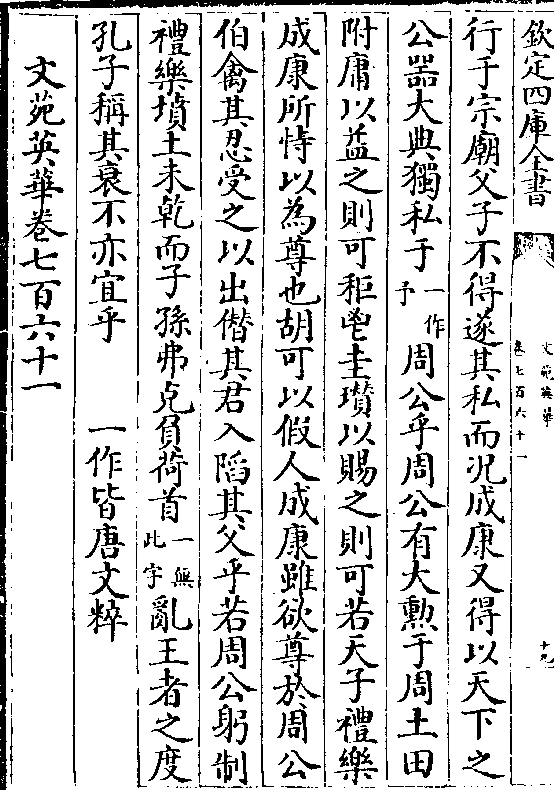 欽定四庫全書
文苑英華
卷七百六十一
十九
行于宗廟父子不得遂其私而况成康又得以天下之
公器大典獨私于一作予周公乎周公有大勲于周土田
附庸以益之則可秬鬯圭瓚以賜之則可若天子禮樂
成康所恃以為尊也胡可以假人成康雖欲尊於周公
伯禽其忍受之以出僭其君入陷其父乎若周公躬制
禮樂墳土未乾而子孫弗克負荷首一無此字亂王者之度
孔子稱其衰不亦宜乎　一作皆唐文粹
文苑英華卷七百六十一